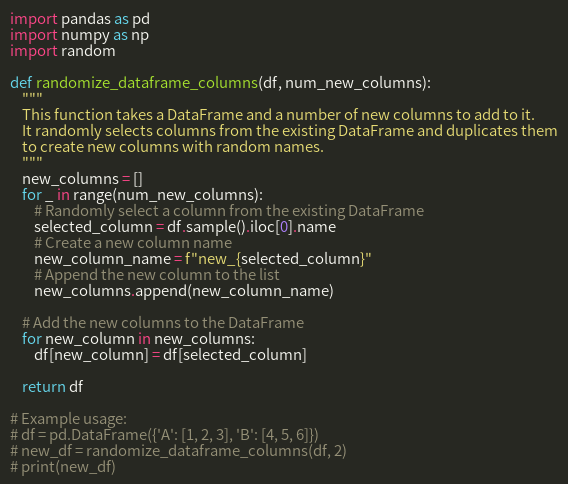 import pandas as pd
import numpy as np
import random

def randomize_dataframe_columns(df, num_new_columns):
    """
    This function takes a DataFrame and a number of new columns to add to it.
    It randomly selects columns from the existing DataFrame and duplicates them
    to create new columns with random names.
    """
    new_columns = []
    for _ in range(num_new_columns):
        # Randomly select a column from the existing DataFrame
        selected_column = df.sample().iloc[0].name
        # Create a new column name
        new_column_name = f"new_{selected_column}"
        # Append the new column to the list
        new_columns.append(new_column_name)

    # Add the new columns to the DataFrame
    for new_column in new_columns:
        df[new_column] = df[selected_column]

    return df

# Example usage:
# df = pd.DataFrame({'A': [1, 2, 3], 'B': [4, 5, 6]})
# new_df = randomize_dataframe_columns(df, 2)
# print(new_df)